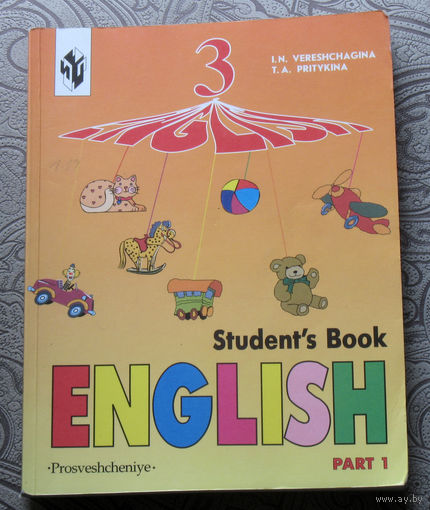 I.N. VERESHCHAGINA
T.A. PRITYKINA
3
ENGLISH
Student's Book
ENGLISH
PART 1
·Prosveshcheniye·
www.ay.by